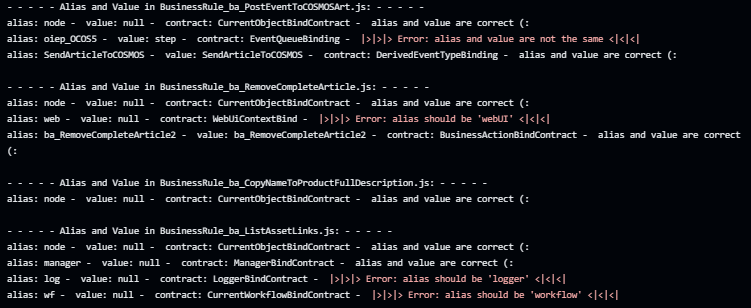 - - - - - Alias and Value in BusinessRule_ba_PostEventToCOSMOSArt.js: - - - - -
alias: node - value: null - contract: CurrentObjectBindContract - alias and value are correct (:
alias: oiep_OCOS5 - value: step - contract: EventQueueBinding - |>|>|> Error: alias and value are not the same <|<|<|
alias: SendArticleToCOSMOS - value: SendArticleToCOSMOS - contract: DerivedEventTypeBinding - alias and value are correct (:
- - - - - Alias and Value in BusinessRule_ba_RemoveCompleteArticle.js: - - - - -
alias: node - value: null - contract: CurrentObjectBindContract - alias and value are correct (:
alias: web - value: null - contract: WebUiContextBind - |>|>|> Error: alias should be 'webUI' <|<|<|
alias: ba_RemoveCompleteArticle2 - value: ba_RemoveCompleteArticle2 - contract: BusinessActionBindContract - alias and value are correct
(:
- - - - - Alias and Value in BusinessRule_ba_CopyNameToProductFullDescription.js: - - - - -
alias: node - value: null - contract: CurrentObjectBindContract - alias and value are correct (:
- - - - - Alias and Value in BusinessRule_ba_ListAssetLinks.js: - - - - -
alias: node - value: null - contract: CurrentObjectBindContract - alias and value are correct (:
alias: manager - value: null - contract: ManagerBindContract - alias and value are correct (:
alias: log - value: null - contract: LoggerBindContract - |>|>|> Error: alias should be 'logger' <|<|<|
alias: wf - value: null - contract: CurrentWorkflowBindContract - |>|>|> Error: alias should be 'workflow' <|<|<|